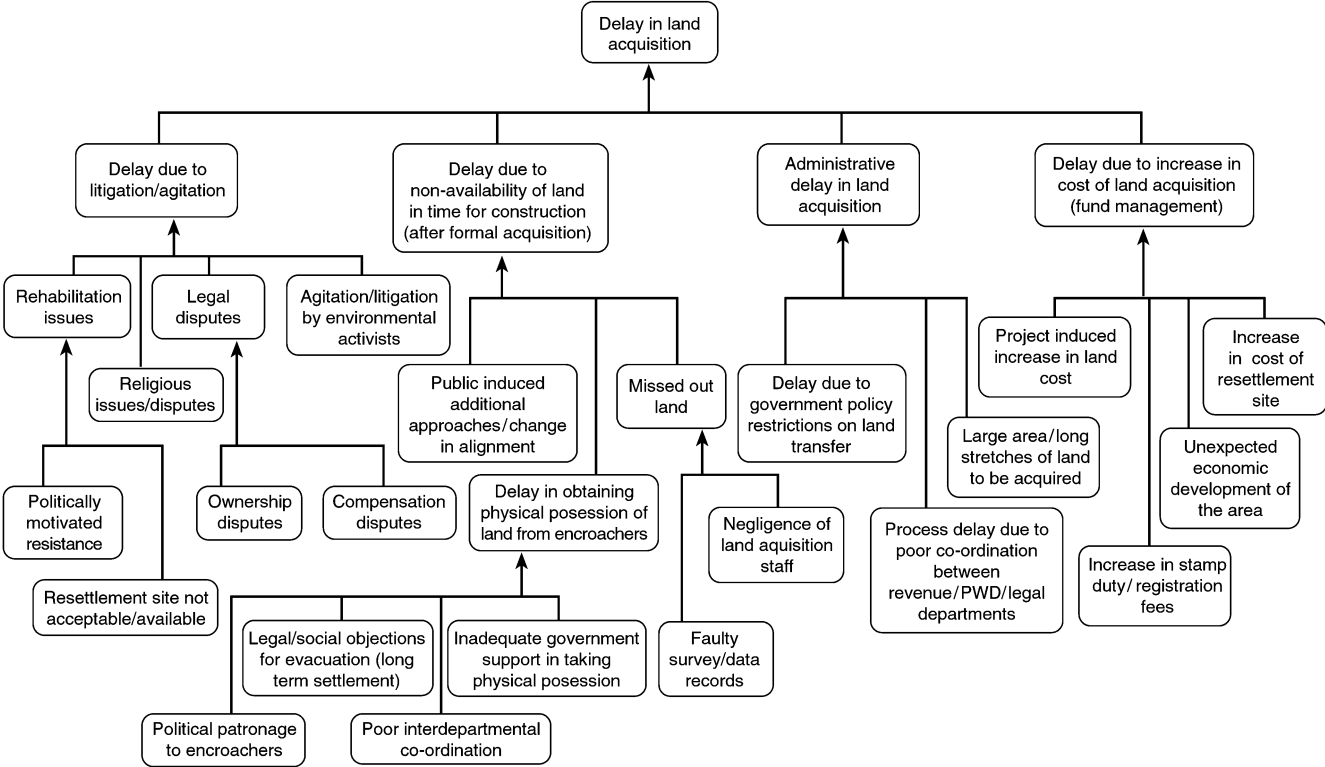 Delay in land
acquisition
Delay due to
litigation/agitation
Delay due to
non-availability of land
in time for construction
(after formal acquisition)
Administrative
delay in land
acquisition
Delay due to increase in
cost of land acquisition
(fund management)
Rehabilitation
issues
Legal
disputes
Agitation/litigation
by environmental
activists
Religious
issues/disputes
Public induced
additional
approaches/change
in alignment
Missed out
land
Delay due to
government policy
restrictions on land
transfer
Project induced
increase in land
cost
Increase
in cost of
resettlement
site
Large area/long
stretches of land
to be acquired
Unexpected
economic
development of
the area
Politically
motivated
resistance
Ownership
disputes
Compensation
disputes
Delay in obtaining
physical posession of
land from encroachers
Negligence of
land aquisition
staff
Process delay due to
poor co-ordination
between
revenue/PWD/legal
departments
Increase in stamp
duty/registration
fees
Resettlement site not
acceptable/available
Legal/social objections
for evacuation (long
term settlement)
Inadequate government
support in taking
physical posession
Faulty
survey/data
records
Political patronage
to encroachers
Poor interdepartmental
co-ordination